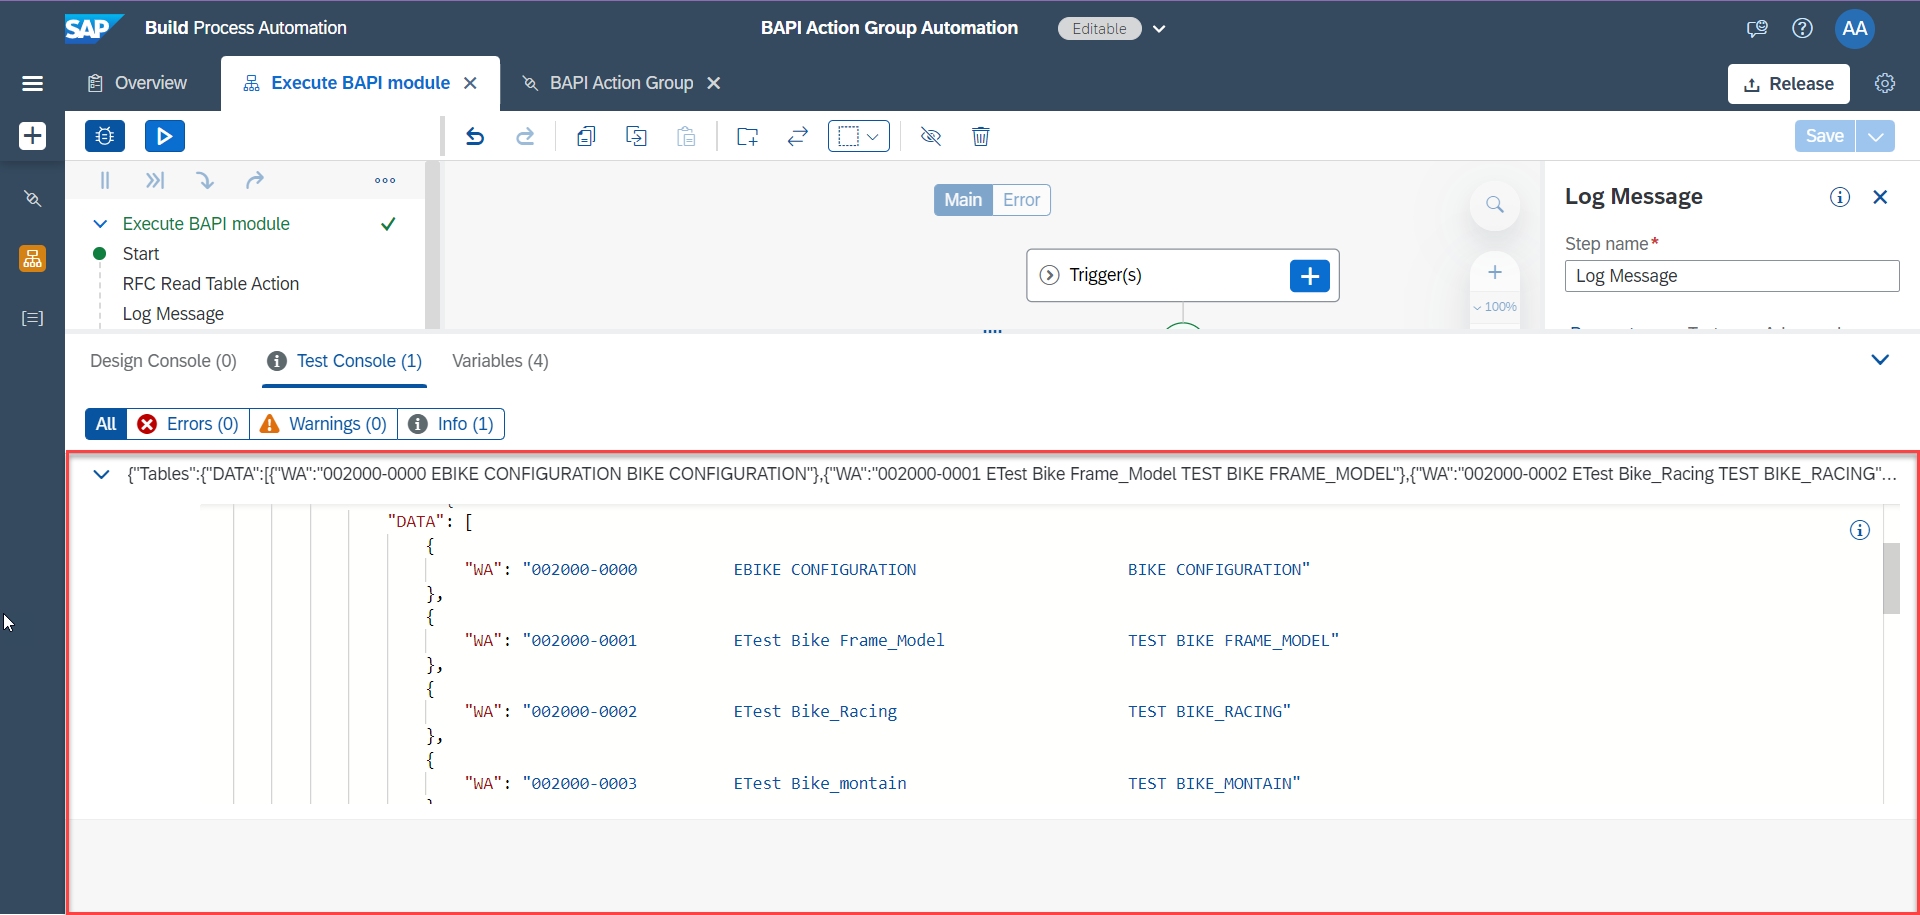 SAP Build Process Automation
BAPI Action Group Automation
Editable
AA
Overview
Execute BAPI module
BAPI Action Group
Release
Save
Execute BAPI module
Start
RFC Read Table Action
Log Message
Main
Error
Trigger(s)
100%
Log Message
Step name*
Log Message
Design Console (0)
Test Console (1)
Variables (4)
All
Errors (0)
Warnings (0)
Info (1)
{"Tables":{"DATA":[{"WA":"002000-0000 EBIKE CONFIGURATION BIKE CONFIGURATION"},{"WA":"002000-0001 ETest Bike Frame_Model TEST BIKE FRAME_MODEL"},{"WA":"002000-0002 ETest Bike_Racing TEST BIKE_RACING"...
"DATA": [
{
"WA": "002000-0000 EBIKE CONFIGURATION BIKE CONFIGURATION"
},
{
"WA": "002000-0001 ETest Bike Frame_Model TEST BIKE FRAME_MODEL"
},
{
"WA": "002000-0002 ETest Bike_Racing TEST BIKE_RACING"
},
{
"WA": "002000-0003 ETest Bike_montain TEST BIKE_MONTAIN"